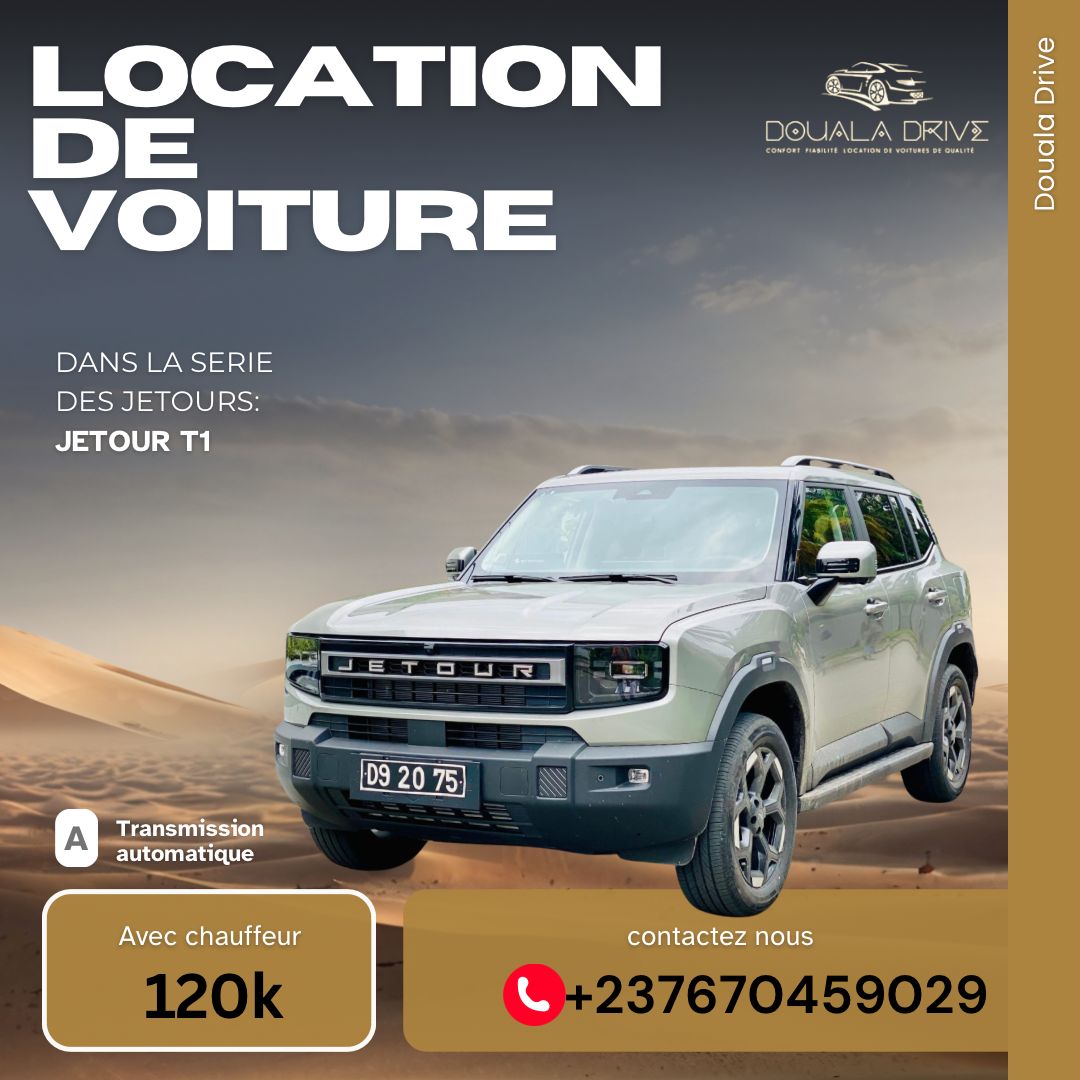 LOCATION
DE
VOITURE
DOUALA DRIVE
CONFORT FIABILITÉ LOCATION DE VOITURES DE QUALITÉ
Douala Drive
DANS LA SERIE
DES JETOURS:
JETOUR T1
JETOUR
D9 20 75
A
Transmission
automatique
Avec chauffeur
120k
contactez nous
+237670459029